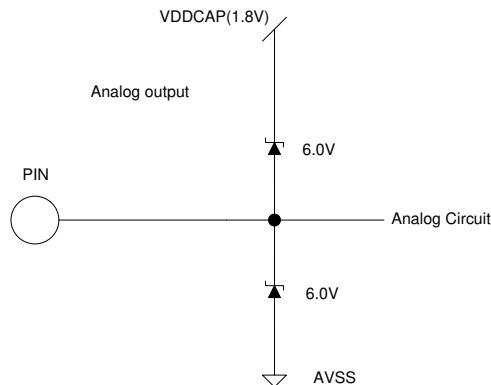 VDDCAP(1.8V)
Analog output
6.0V
PIN
Analog Circuit
6.0V
AVSS